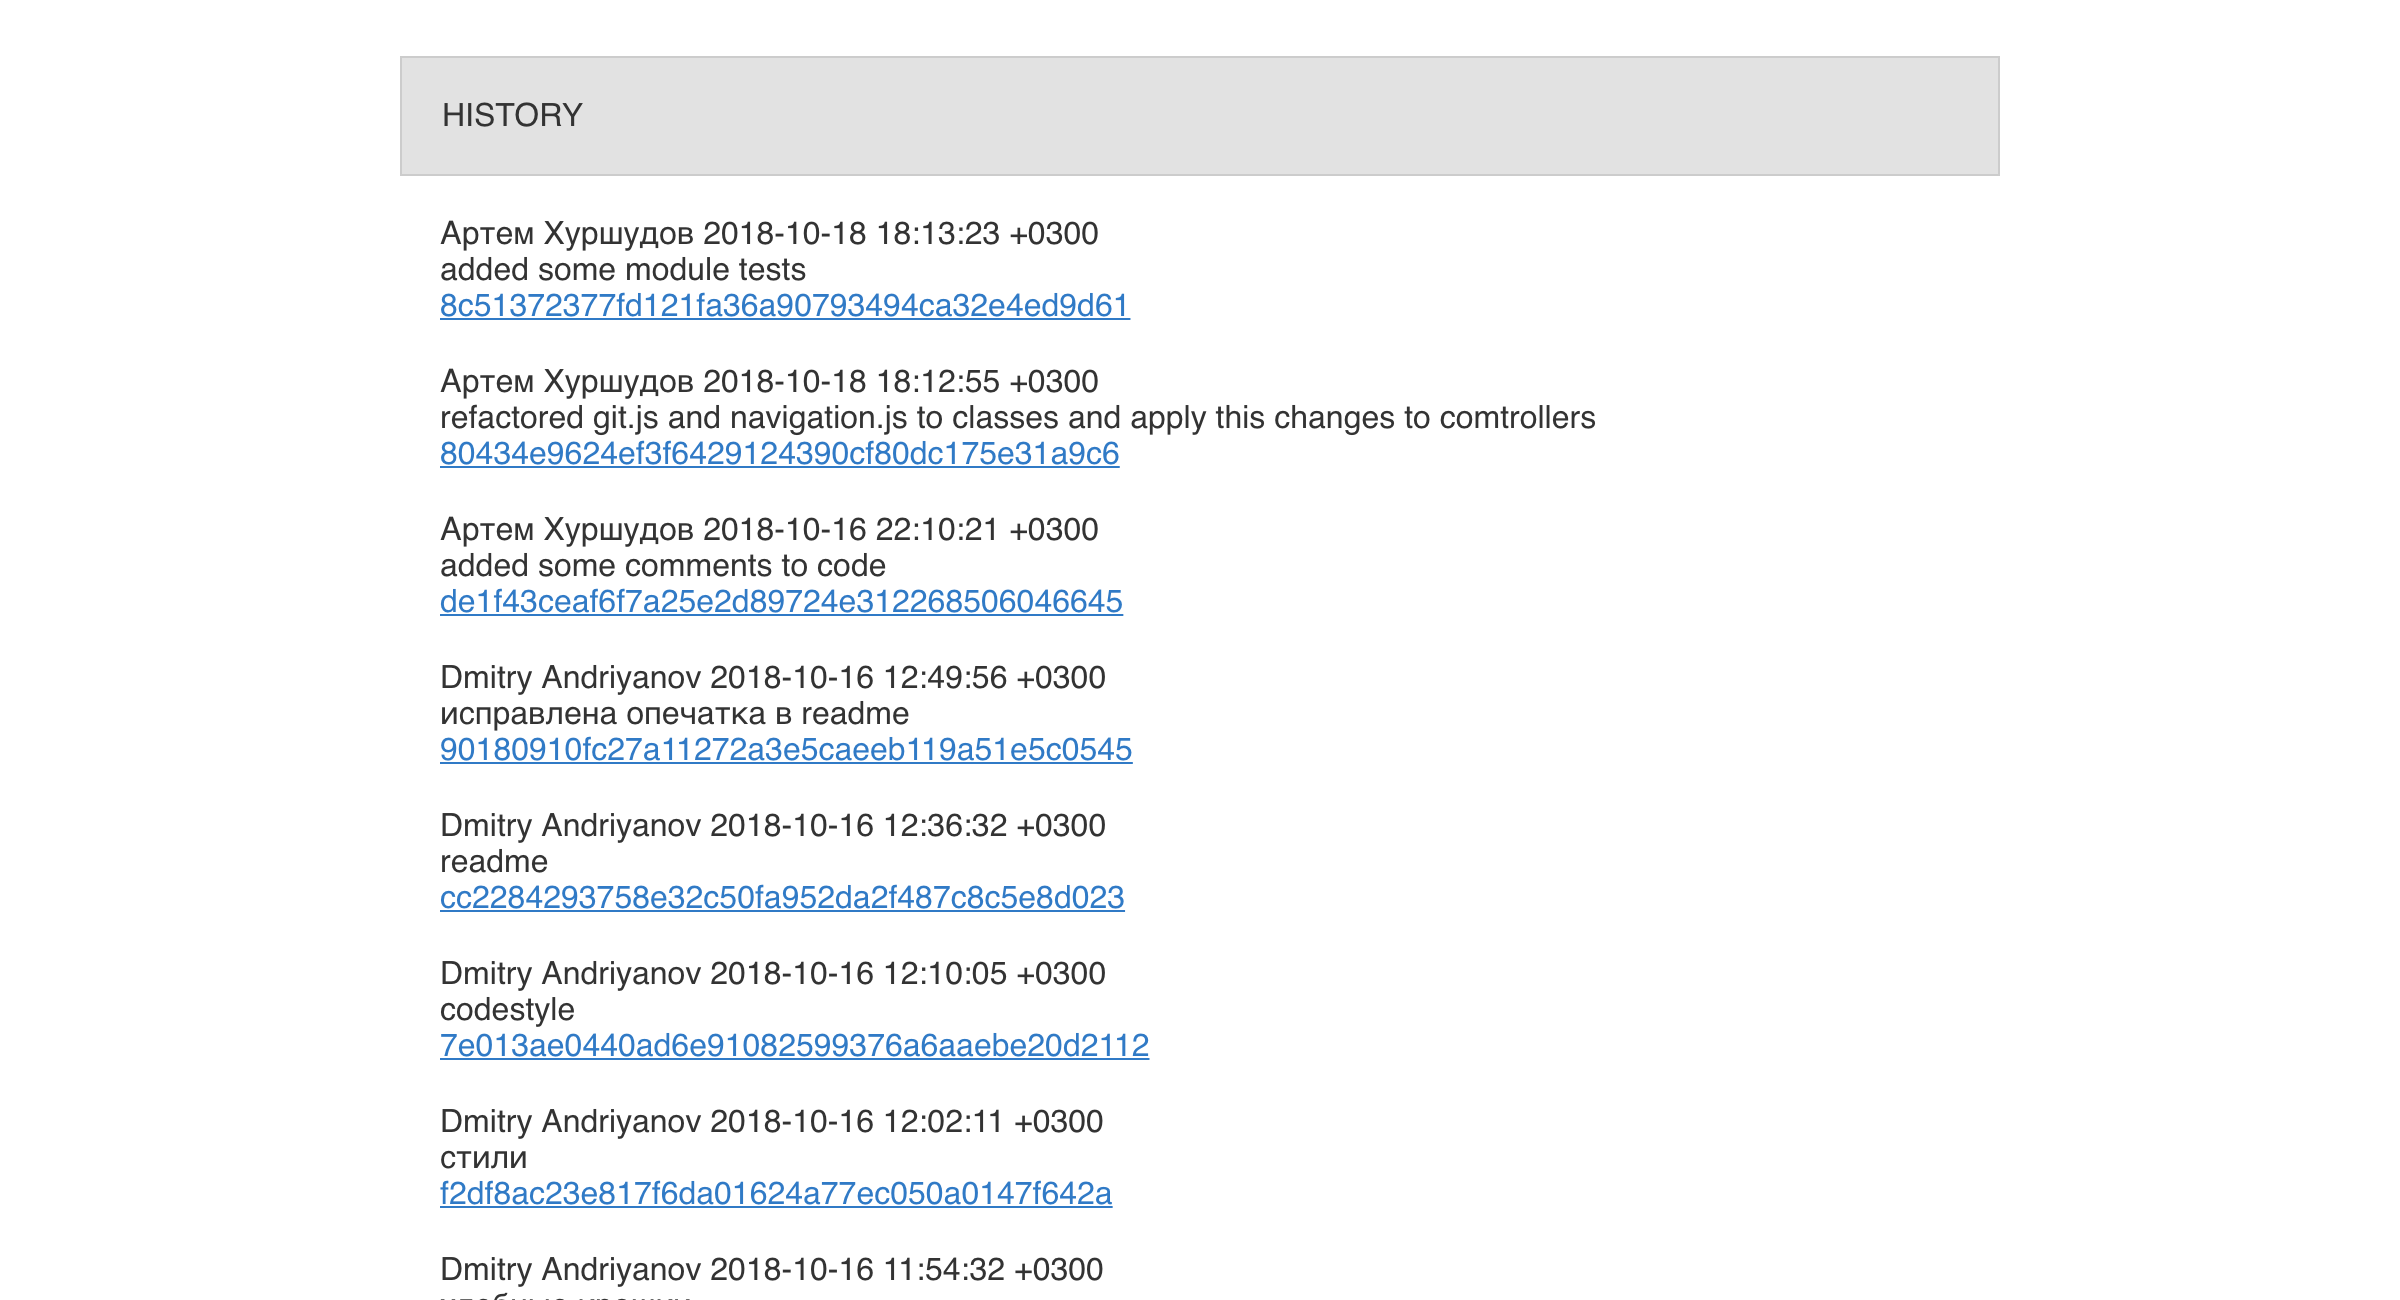 HISTORY
Артем Хуршудов 2018-10-18 18:13:23 +0300
added some module tests
8c51372377fd121fa36a90793494ca32e4ed9d61
Артем Хуршудов 2018-10-18 18:12:55 +0300
refactored git.js and navigation.js to classes and apply this changes to comtrollers
80434e9624ef3f6429124390cf80dc175e31a9c6
Артем Хуршудов 2018-10-16 22:10:21 +0300
added some comments to code
de1f43ceaf6f7a25e2d89724e312268506046645
Dmitry Andriyanov 2018-10-16 12:49:56 +0300
исправлена опечатка в readme
90180910fc27a11272a3e5caeeb119a51e5c0545
Dmitry Andriyanov 2018-10-16 12:36:32 +0300
readme
cc2284293758e32c50fa952da2f487c8c5e8d023
Dmitry Andriyanov 2018-10-16 12:10:05 +0300
codestyle
7e013ae0440ad6e91082599376a6aaebe20d2112
Dmitry Andriyanov 2018-10-16 12:02:11 +0300
стили
f2df8ac23e817f6da01624a77ec050a0147f642a
Dmitry Andriyanov 2018-10-16 11:54:32 +0300